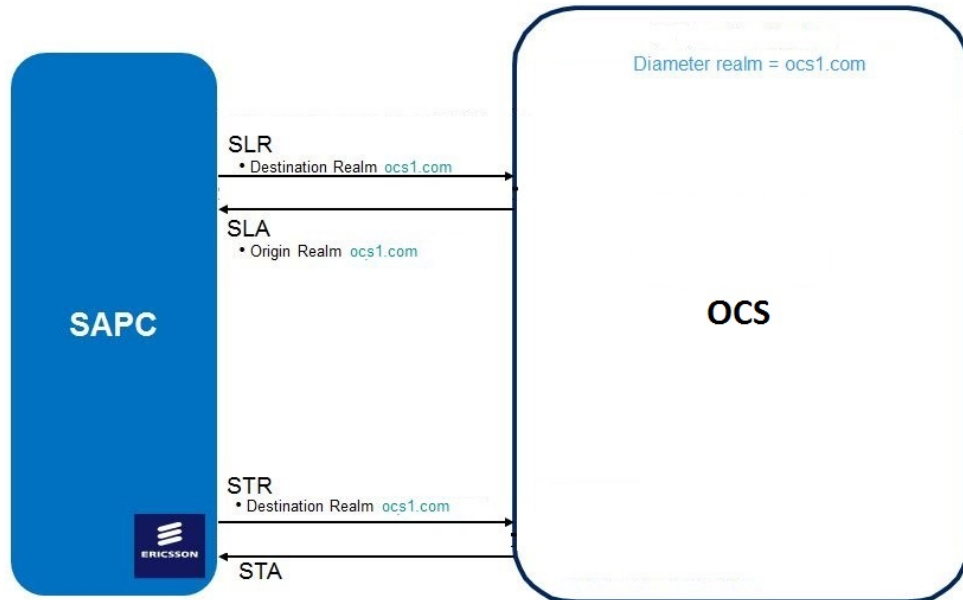 Diameter realm = ocs1.com
SLR
• Destination Realm ocs1.com
SLA
• Origin Realm ocs1.com
SAPC
OCS
STR
• Destination Realm ocs1.com
ERICSSON
STA